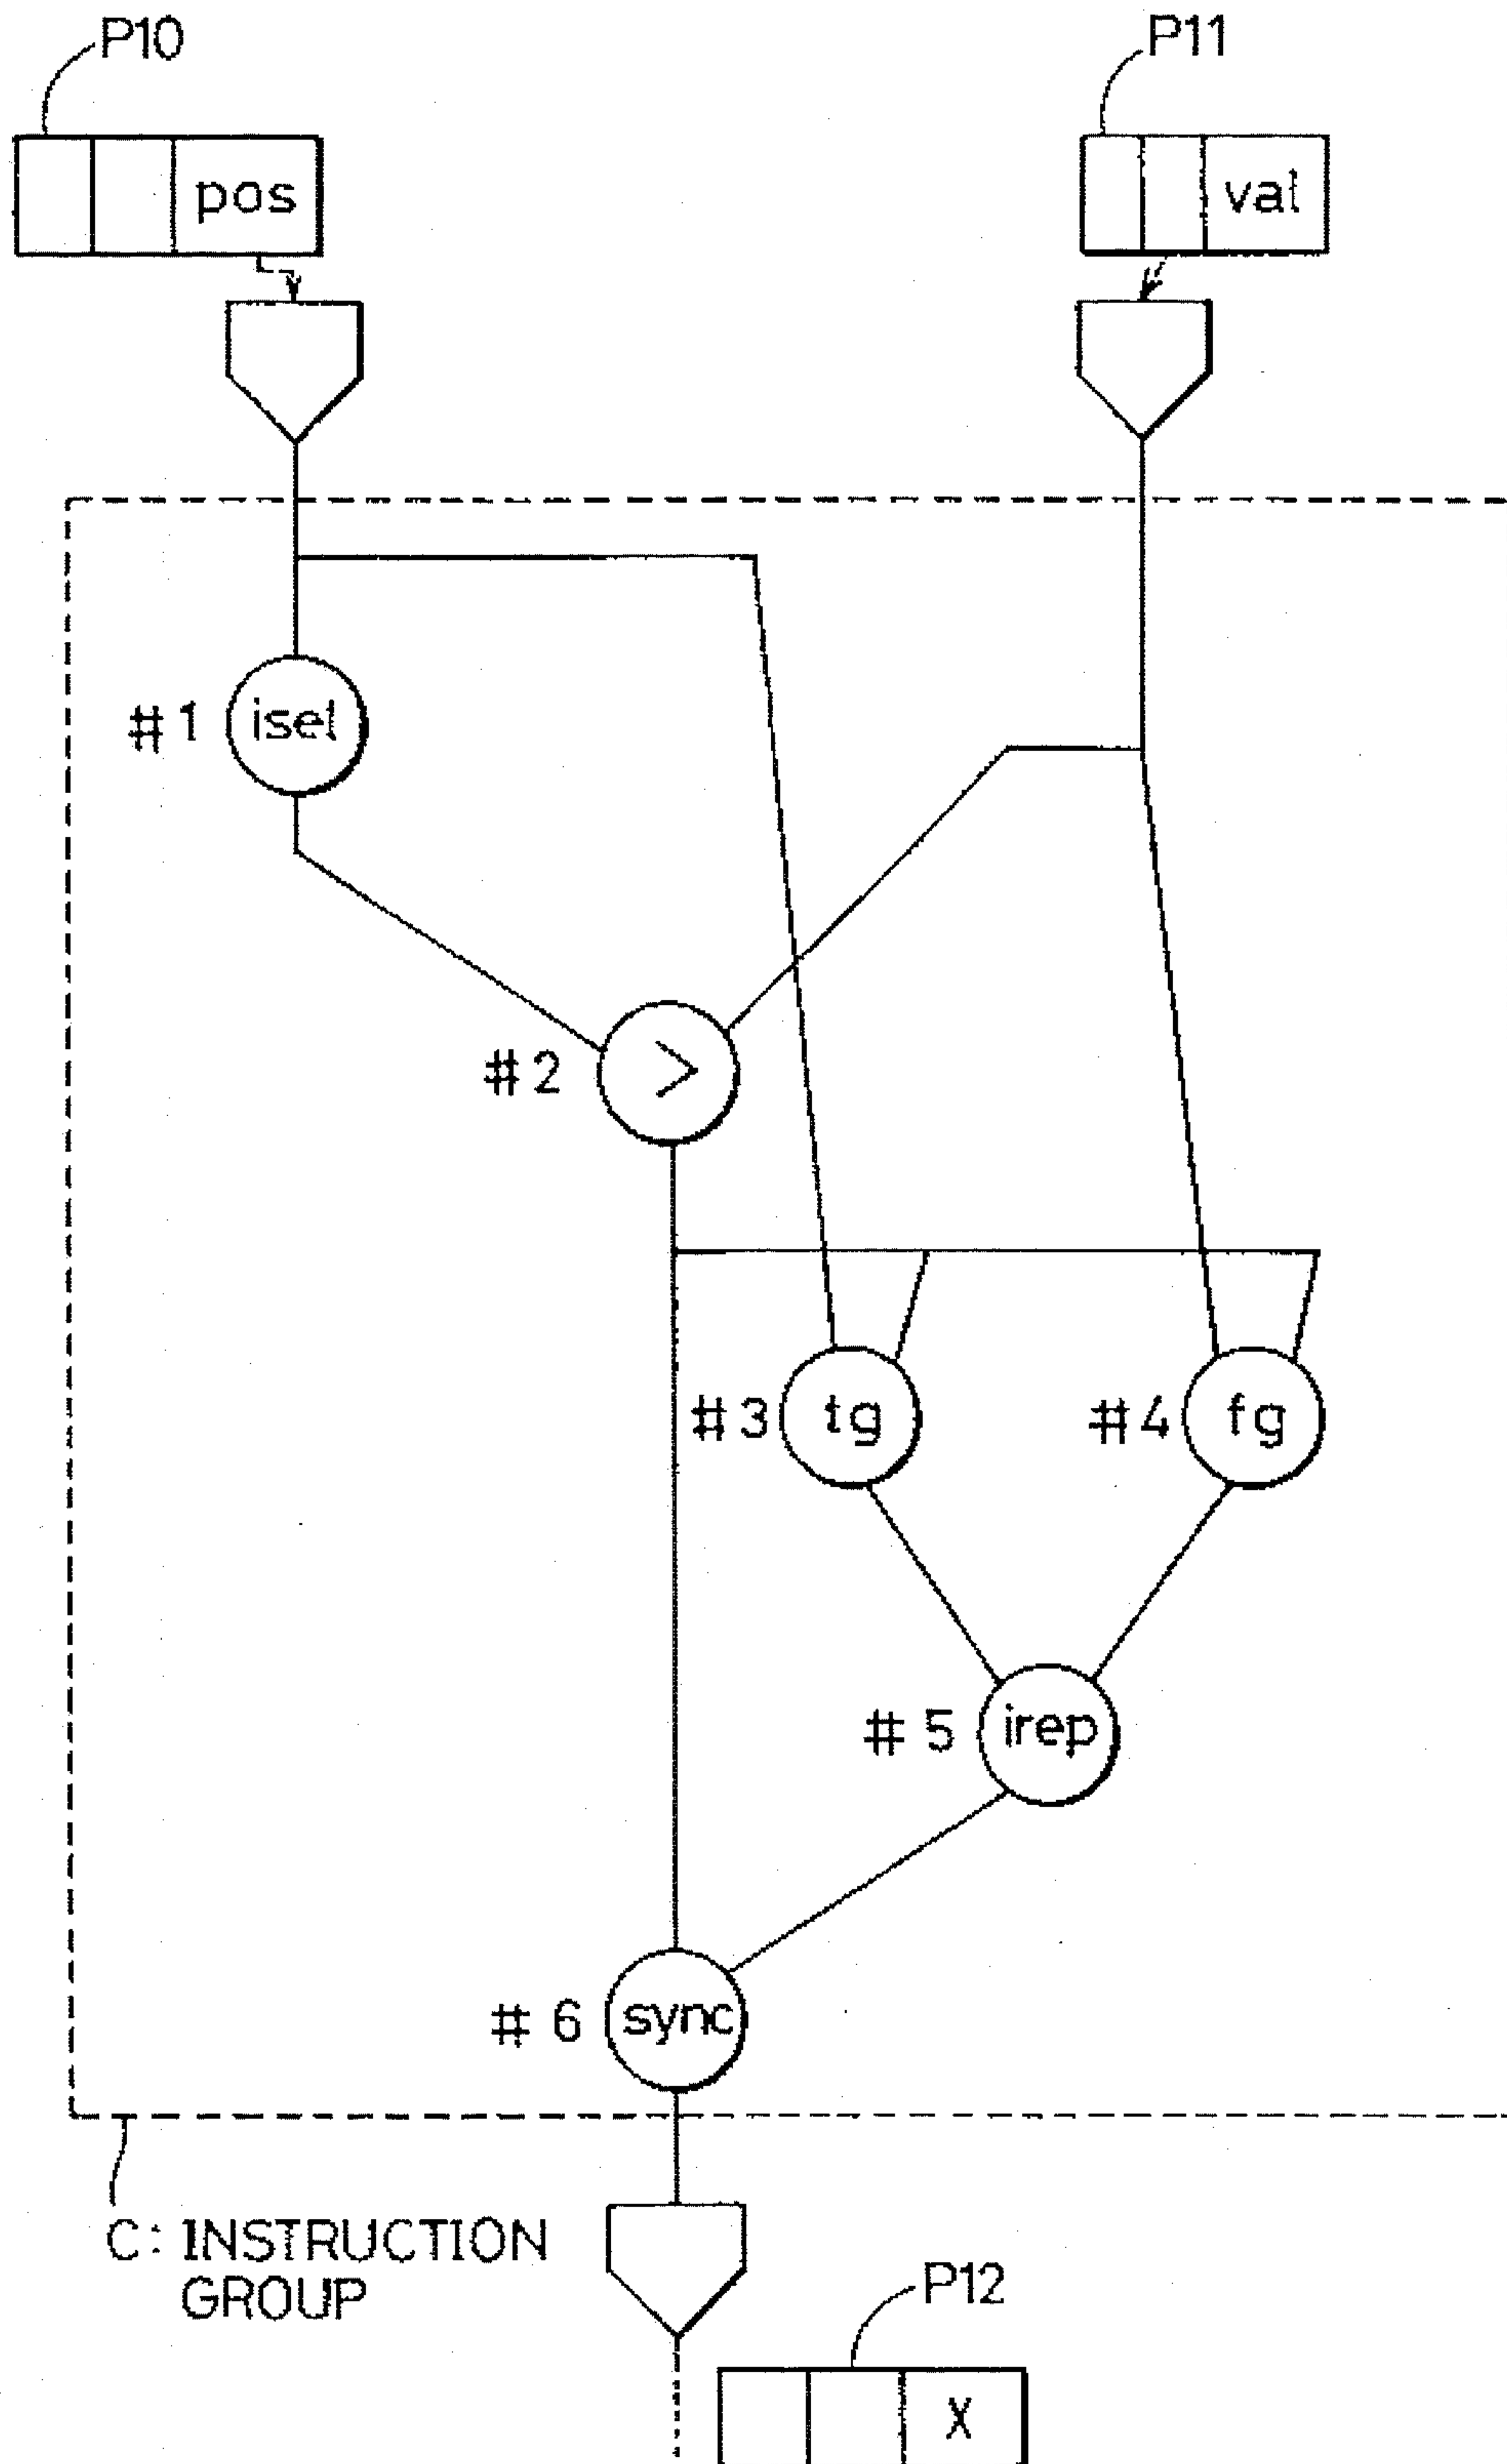 P10
P11
pos
val
#1 isel
#2 >
#3 tg
#4 fg
#5 irep
#6 sync
C: INSTRUCTION
GROUP
P12
X